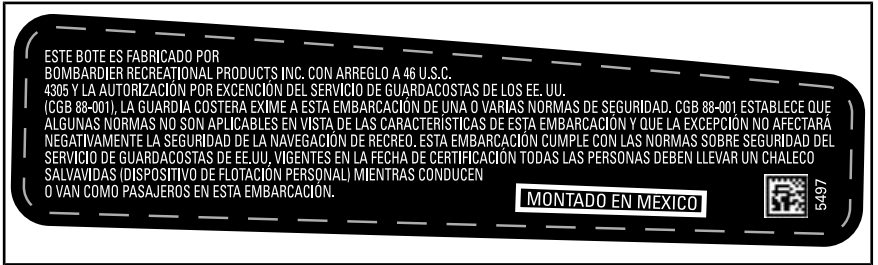 ESTE BOTE ES FABRICADO POR
BOMBARDIER RECREATIONAL PRODUCTS INC. CON ARREGLO A 46 U.S.C.
4305 Y LA AUTORIZACIÓN POR EXCENCIÓN DEL SERVICIO DE GUARDACOSTAS DE LOS EE. UU.
(CGB 88-001), LA GUARDIA COSTERA EXIME A ESTA EMBARCACIÓN DE UNA O VARIAS NORMAS DE SEGURIDAD. CGB 88-001 ESTABLECE QUE
ALGUNAS NORMAS NO SON APLICABLES EN VISTA DE LAS CARACTERÍSTICAS DE ESTA EMBARCACIÓN Y QUE LA EXCEPCIÓN NO AFECTARÁ
NEGATIVAMENTE LA SEGURIDAD DE LA NAVEGACIÓN DE RECREO. ESTA EMBARCACIÓN CUMPLE CON LAS NORMAS SOBRE SEGURIDAD DEL
SERVICIO DE GUARDACOSTAS DE EE.UU, VIGENTES EN LA FECHA DE CERTIFICACIÓN TODAS LAS PERSONAS DEBEN LLEVAR UN CHALECO
SALVAVIDAS (DISPOSITIVO DE FLOTACIÓN PERSONAL) MIENTRAS CONDUCEN
O VAN COMO PASAJEROS EN ESTA EMBARCACIÓN.
MONTADO EN MÉXICO
5497